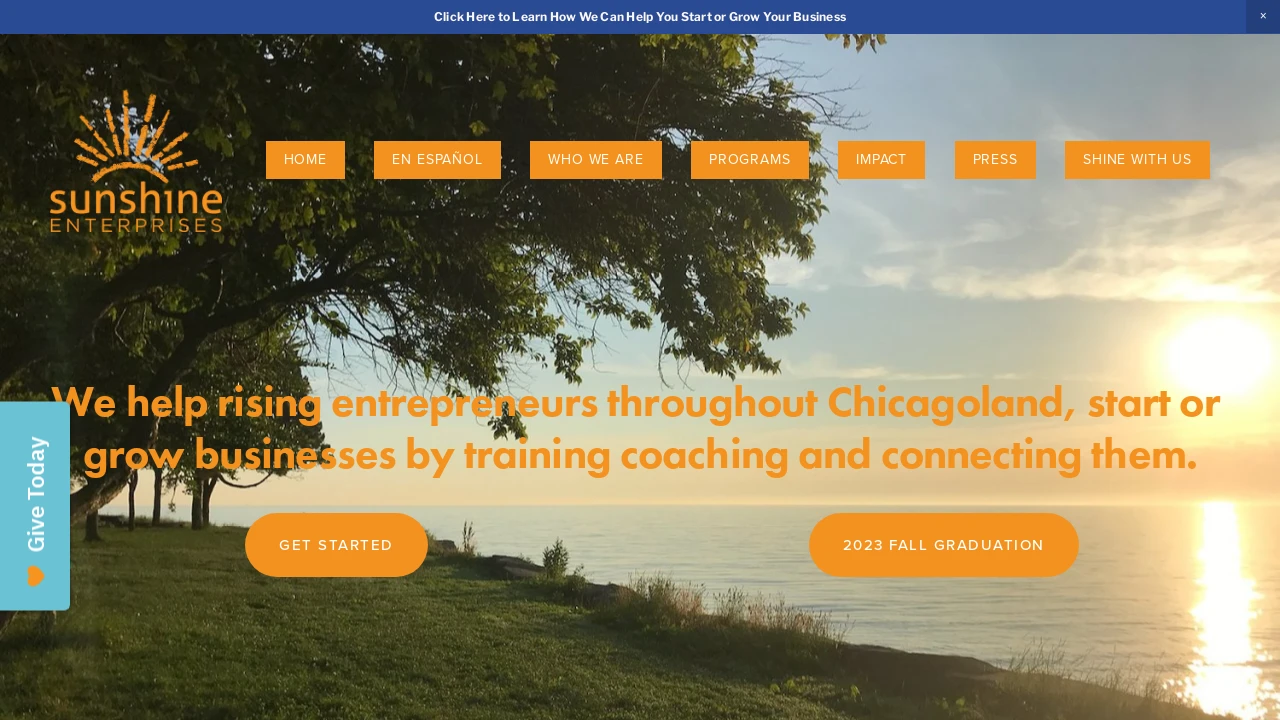 Click Here to Learn How We Can Help You Start or Grow Your Business
×
sunshine
ENTERPRISES
HOME
EN ESPAÑOL
WHO WE ARE
PROGRAMS
IMPACT
PRESS
SHINE WITH US
We help rising entrepreneurs throughout Chicagoland, start or
grow businesses by training coaching and connecting them.
Give Today
GET STARTED
2023 FALL GRADUATION